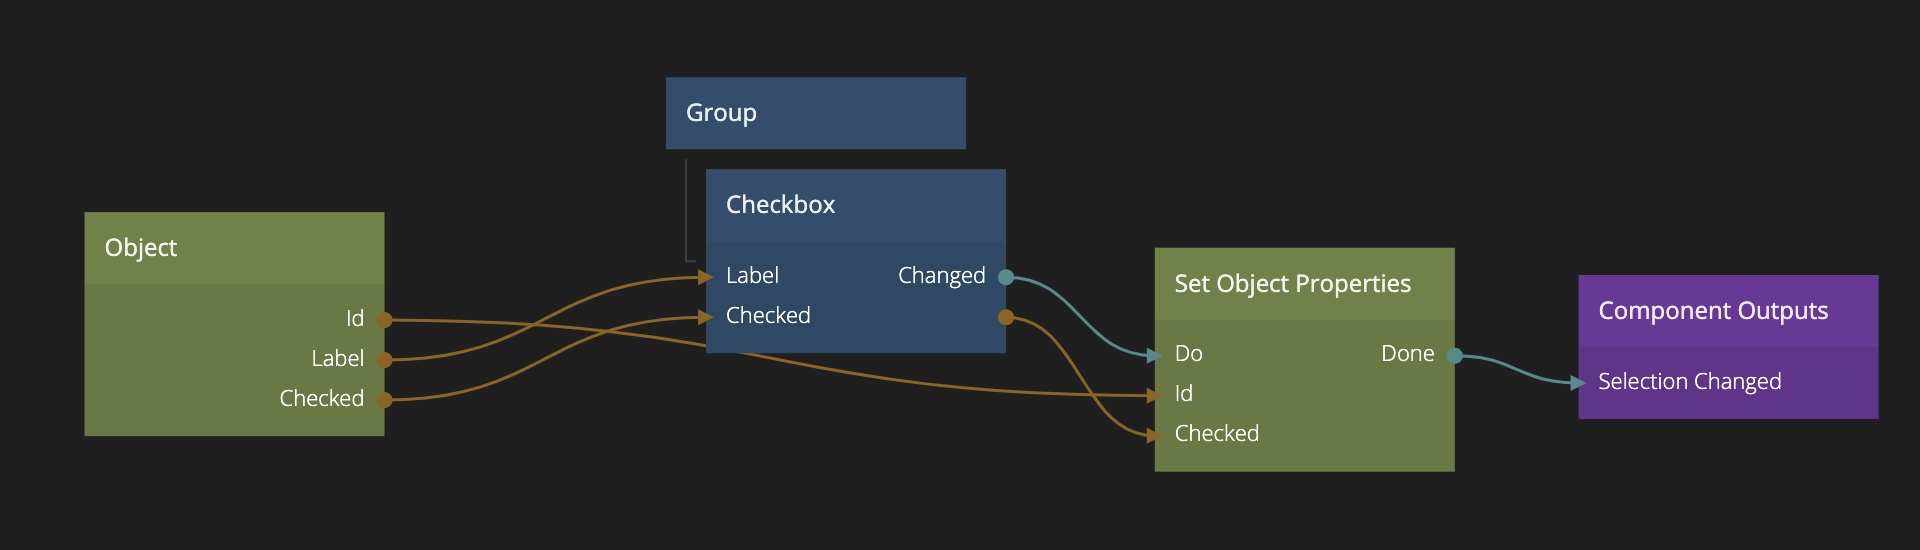 Group
Checkbox
Label
Changed
Checked
Object
Id
Label
Checked
Set Object Properties
Do
Done
Id
Checked
Component Outputs
Selection Changed